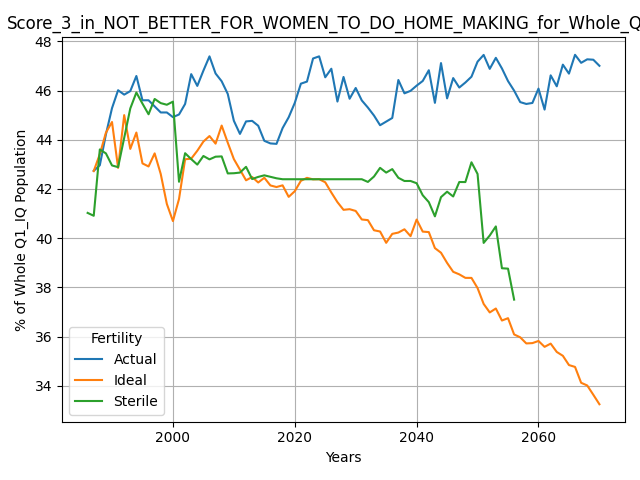 Score_3_in_NOT_BETTER_FOR_WOMEN_TO_DO_HOME_MAKING_for_Whole_Q
% of Whole Q1_IQ Population
48
46
44
42
40
38
36
34
Fertility
Actual
Ideal
Sterile
2000
2020
2040
2060
Years